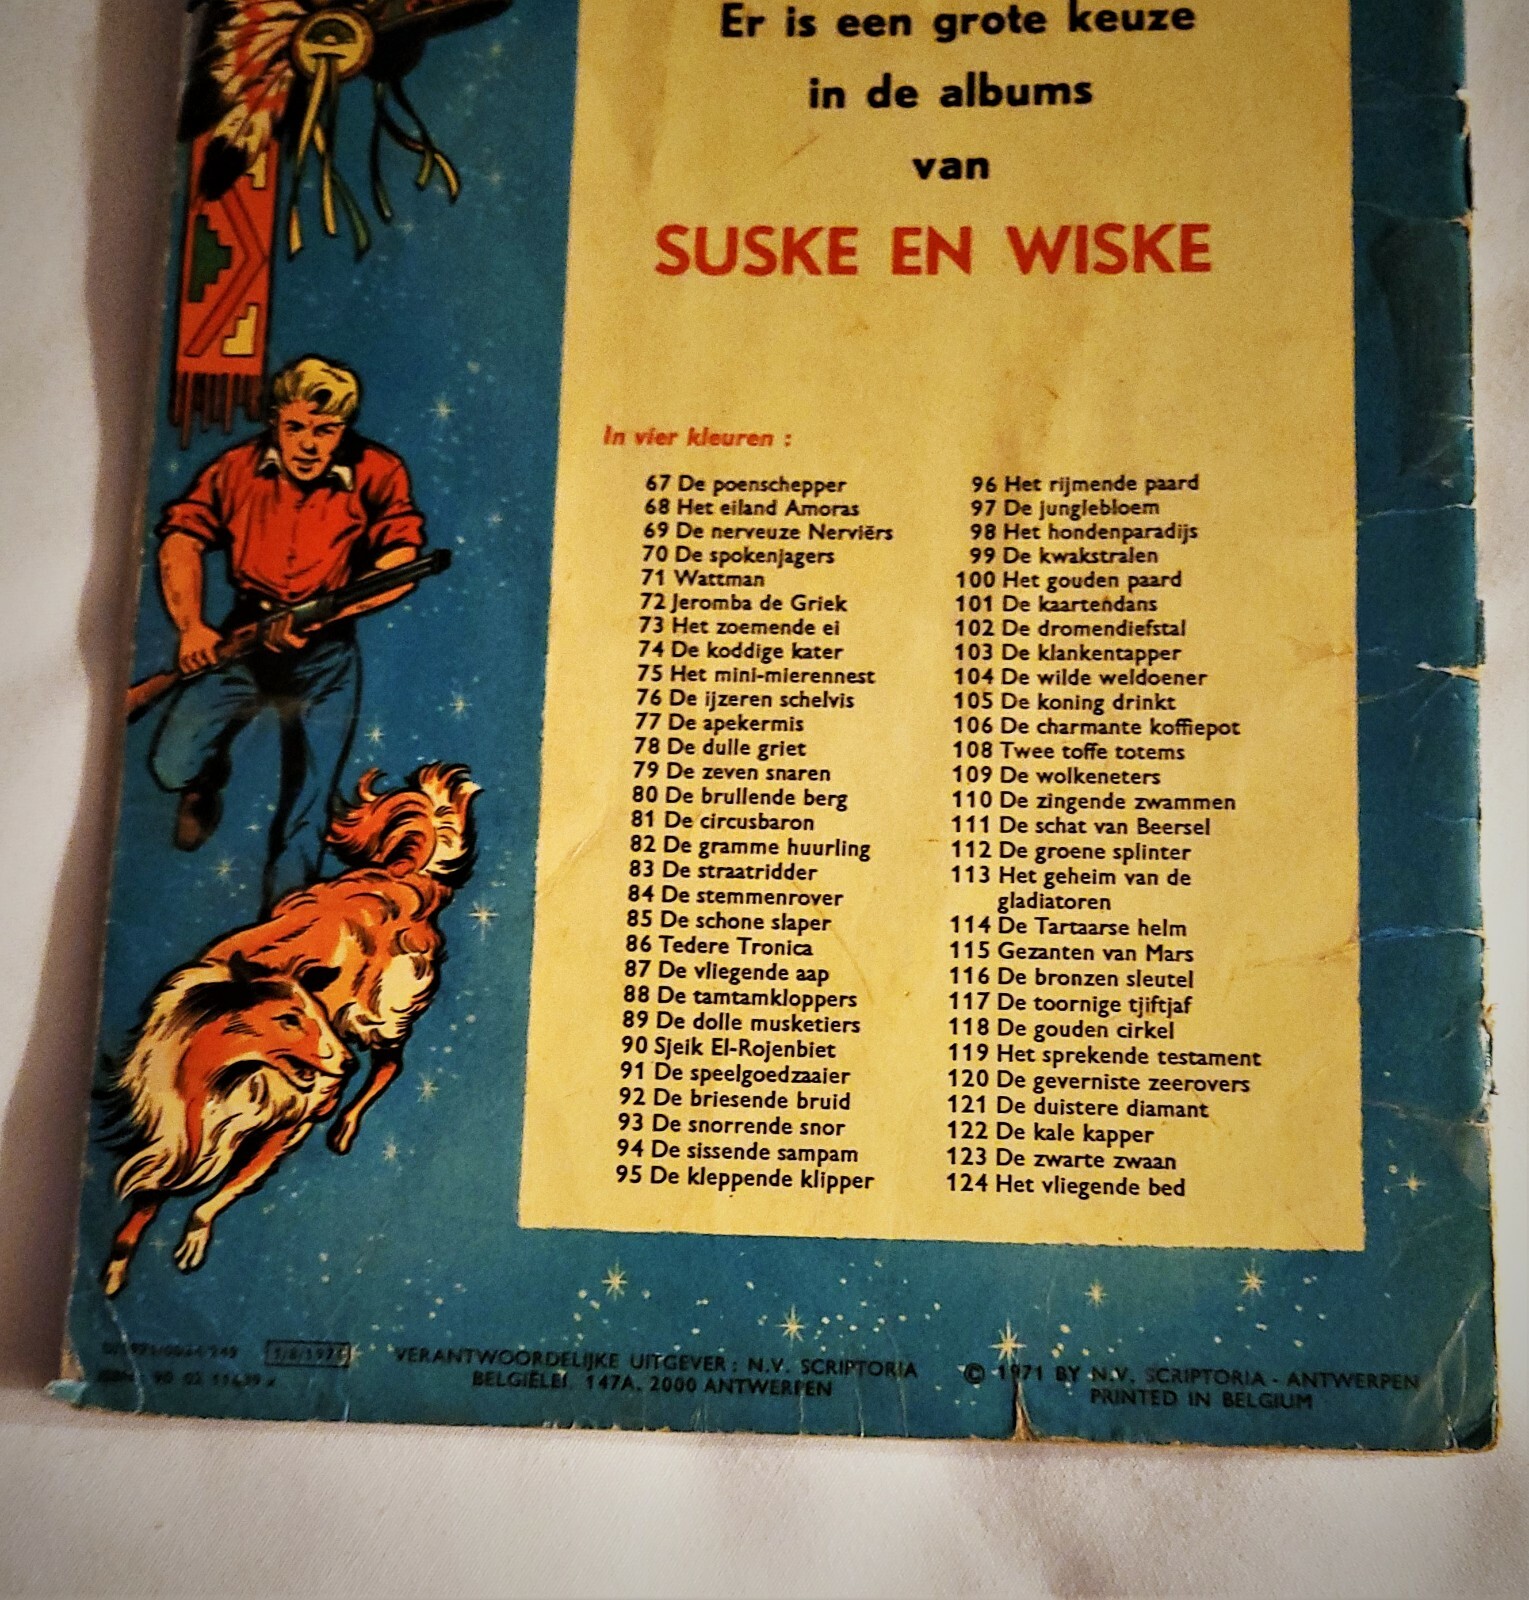 Er is een grote keuze
in de albums
van
SUSKE EN WISKE
In vier kleuren :
67 De poenschepper
68 Het eiland Amoras
69 De nerveuze Nerviërs
70 De spokenjagers
71 Wattman
72 Jeromba de Griek
73 Het zoemende ei
74 De koddige kater
75 Het mini-mierennest
76 De ijzeren schelvis
77 De apekermis
78 De dulle griet
79 De zeven snaren
80 De brullende berg
81 De circusbaron
82 De gramme huurling
83 De straatridder
84 De stemmenrover
85 De schone slaper
86 Tedere Tronica
87 De vliegende aap
88 De tamtamkloppers
89 De dolle musketiers
90 Sjeik El-Rojenbiet
91 De speelgoedzaaier
92 De briesende bruid
93 De snorrende snor
94 De sissende sampam
95 De kleppende klipper
96 Het rijmende paard
97 De junglebloem
98 Het hondenparadijs
99 De kwakstralen
100 Het gouden paard
101 De kaartendans
102 De dromendiefstal
103 De klankentapper
104 De wilde weldoener
105 De koning drinkt
106 De charmante koffiepot
108 Twee toffe totems
109 De wolkeneters
110 De zingende zwammen
111 De schat van Beersel
112 De groene splinter
113 Het geheim van de
gladiatoren
114 De Tartaarse helm
115 Gezanten van Mars
116 De bronzen sleutel
117 De toornige tjiftjaf
118 De gouden cirkel
119 Het sprekende testament
120 De geverniste zeerovers
121 De duistere diamant
122 De kale kapper
123 De zwarte zwaan
124 Het vliegende bed
VERANTWOORDELIJKE UITGEVER : N.V. SCRIPTORIA
BELGIËLEI. 147A. 2000 ANTWERPEN
© 1971 BY N.V. SCRIPTORIA - ANTWERPEN
PRINTED IN BELGIUM